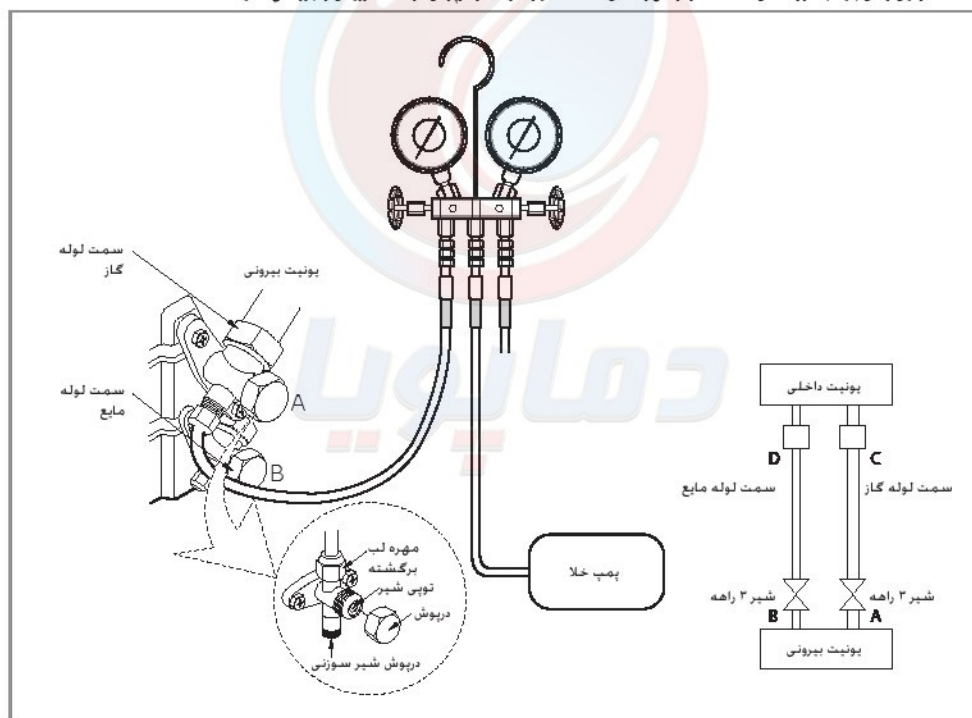 سمت لوله
گاز
یونیت بیرونی
سمت لوله
مایع
A
B
مهره لب
برگشته
توپی شیر
درپوش
درپوش شیر سوزنی
پمپ خلا
دماپویا
یونیت داخلی
D
C
سمت لوله مایع
سمت لوله گاز
شیر ۳ راهه
شیر ۳ راهه
B
A
یونیت بیرونی